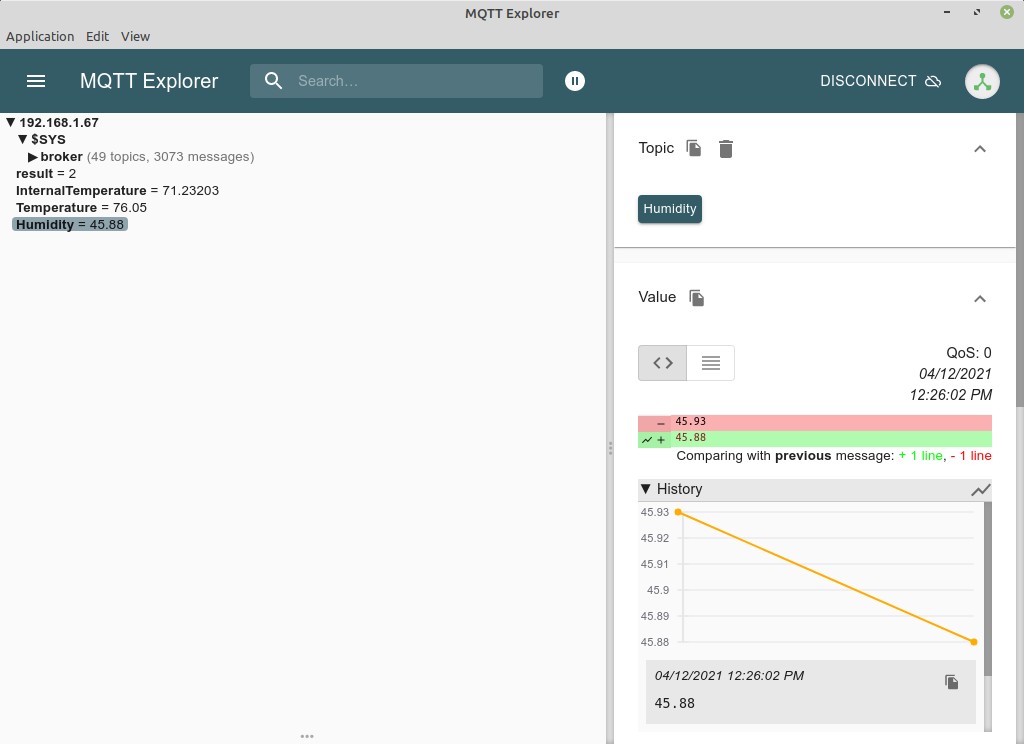 MQTT Explorer
Application Edit View
MQTT Explorer
Search...
DISCONNECT
▼ 192.168.1.67
▼ $SYS
▶ broker (49 topics, 3073 messages)
result = 2
InternalTemperature = 71.23203
Temperature = 76.05
Humidity = 45.88
Topic
Humidity
Value
QoS: 0
04/12/2021
12:26:02 PM
- 45.93
+ 45.88
Comparing with previous message: + 1 line, - 1 line
▼ History
45.93
45.92
45.91
45.9
45.89
45.88
04/12/2021 12:26:02 PM
45.88